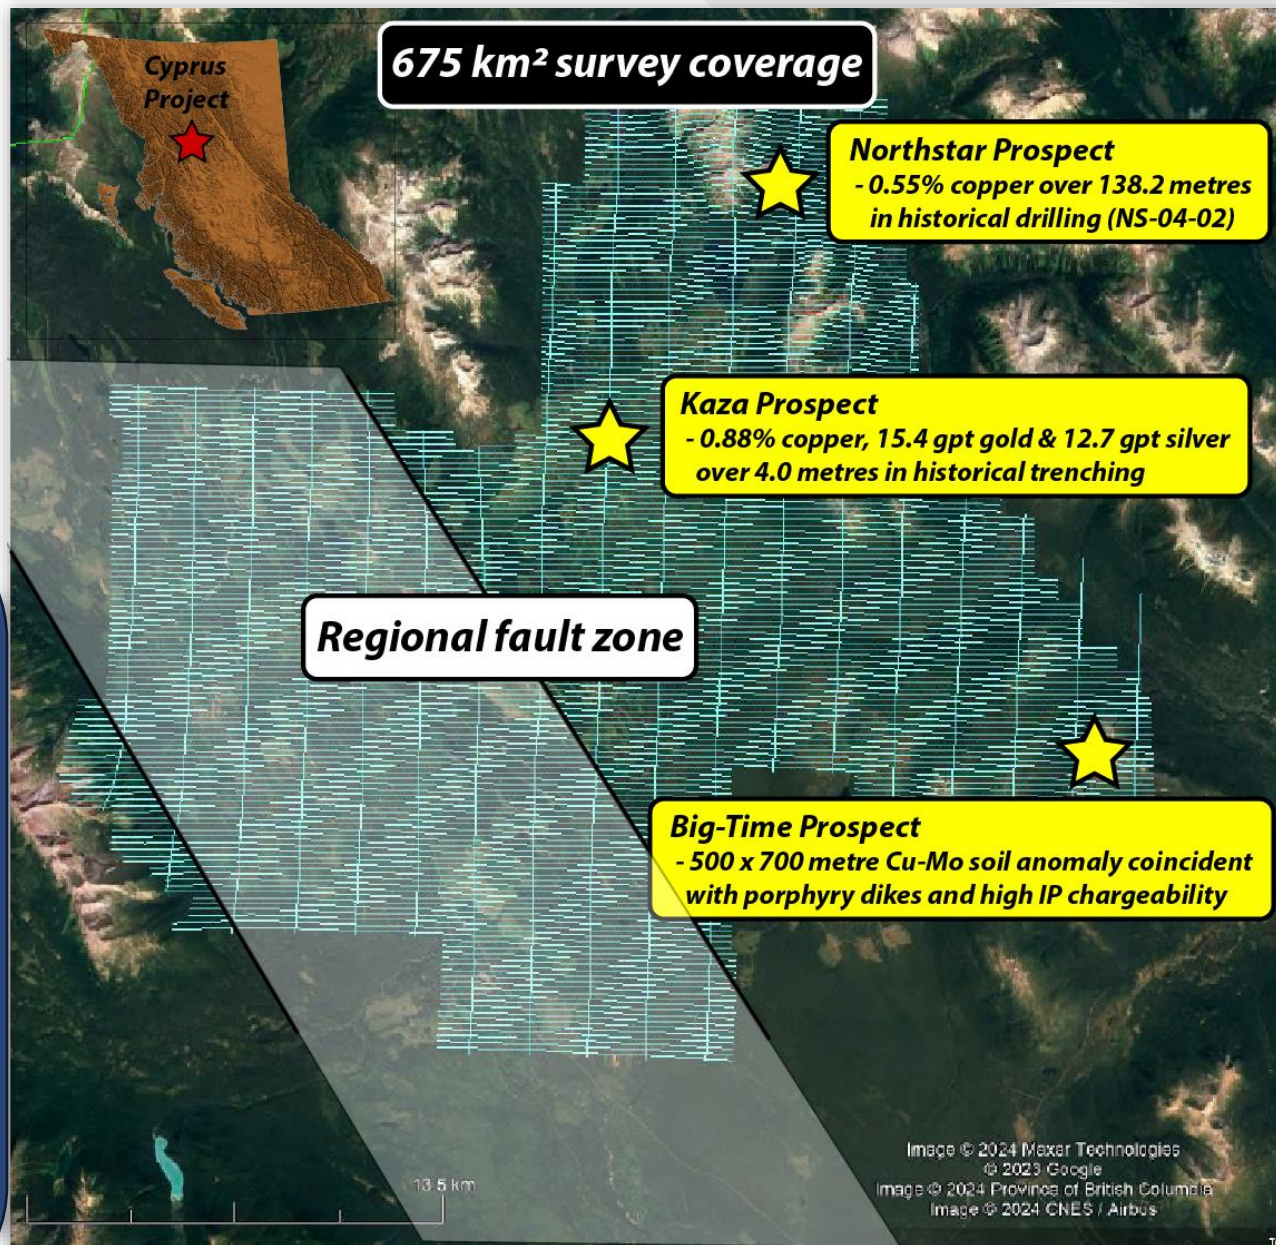 Cyprus
Project
675 km² survey coverage
Northstar Prospect
- 0.55% copper over 138.2 metres
in historical drilling (NS-04-02)
Kaza Prospect
- 0.88% copper, 15.4 gpt gold & 12.7 gpt silver
over 4.0 metres in historical trenching
Regional fault zone
Big-Time Prospect
- 500 x 700 metre Cu-Mo soil anomaly coincident
with porphyry dikes and high IP chargeability
13.5 km
Image © 2024 Maxar Technologies
© 2023 Google
Image © 2024 Province of British Columbia
Image © 2024 CNES / Airbus